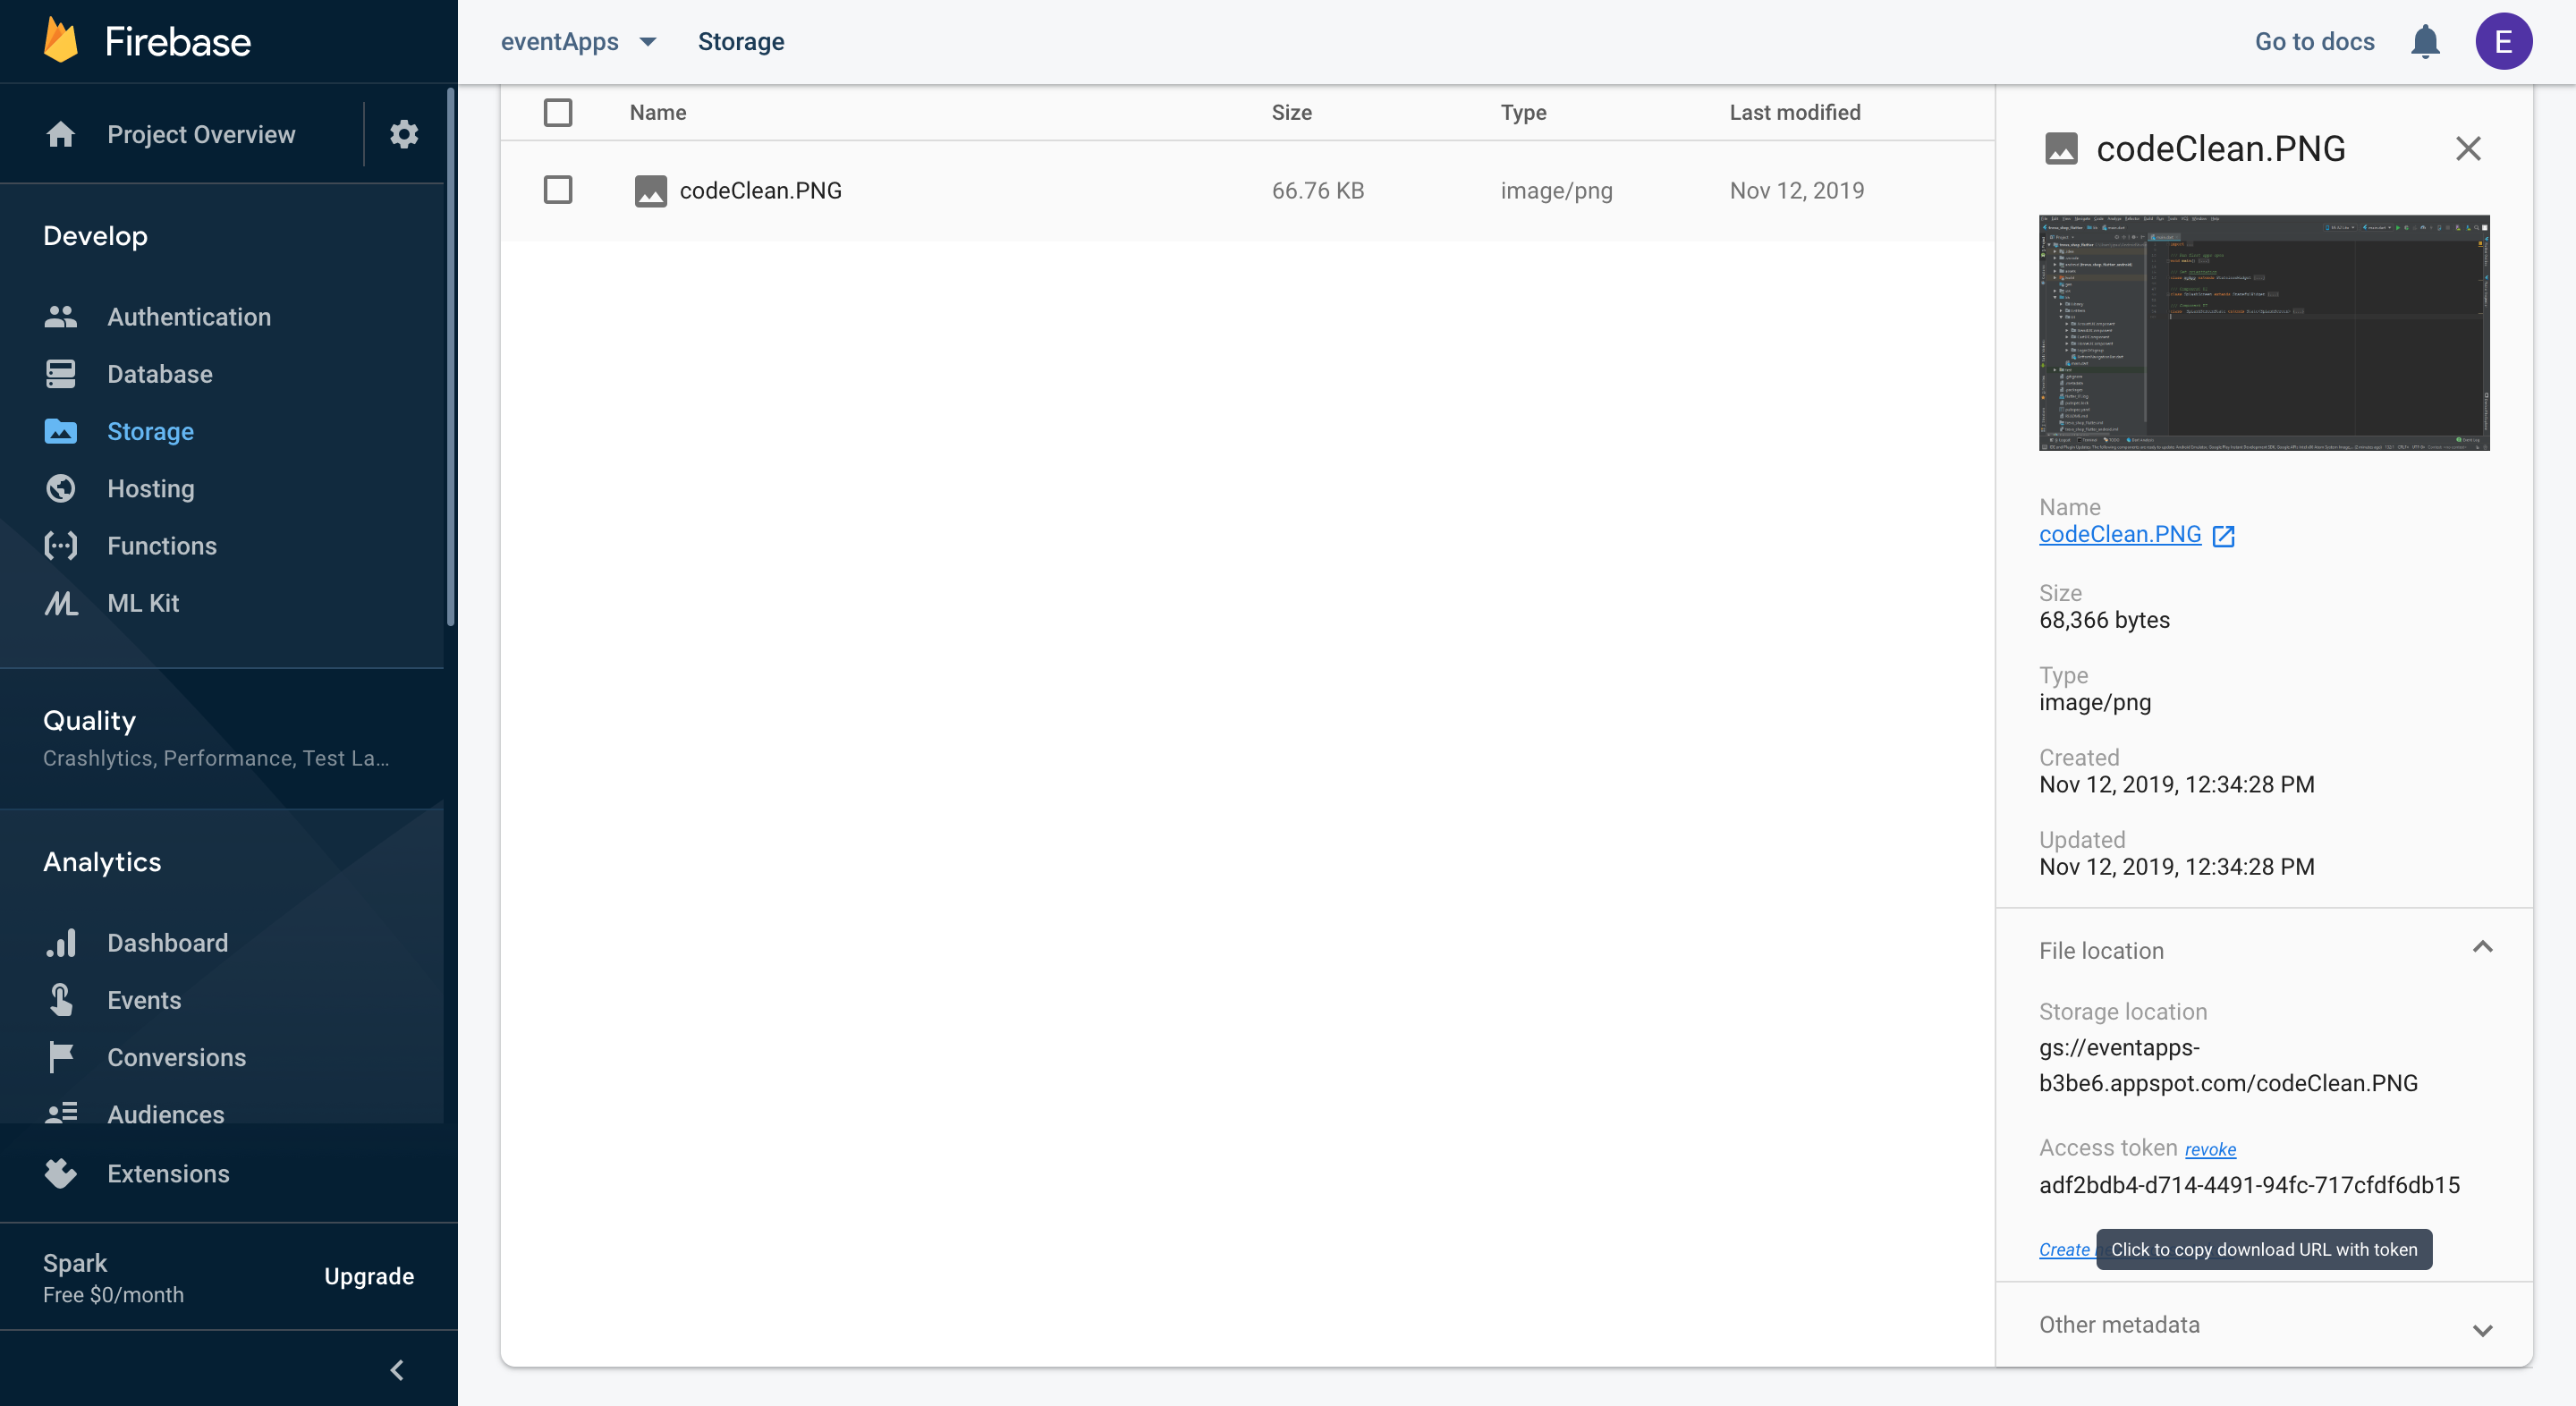 Firebase
eventApps
Storage
Go to docs
E
Project Overview
Develop
Authentication
Database
Storage
Hosting
Functions
ML Kit
Quality
Crashlytics, Performance, Test La...
Analytics
Dashboard
Events
Conversions
Audiences
Extensions
Spark
Free $0/month
Upgrade
Name Size Type Last modified
codeClean.PNG 66.76 KB image/png Nov 12, 2019
codeClean.PNG
Name
codeClean.PNG
Size
68,366 bytes
Type
image/png
Created
Nov 12, 2019, 12:34:28 PM
Updated
Nov 12, 2019, 12:34:28 PM
File location
Storage location
gs://eventapps-
b3be6.appspot.com/codeClean.PNG
Access token revoke
adf2bdb4-d714-4491-94fc-717cfdf6db15
Create
Click to copy download URL with token
Other metadata